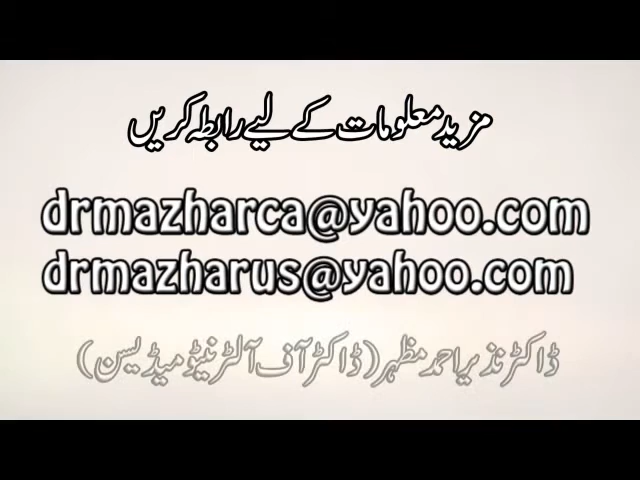 مزید معلومات کے لیے رابطہ کریں
drmazharca@yahoo.com
drmazharus@yahoo.com
ڈاکٹر نذیر احمد مظہر (ڈاکٹر آف آلٹرنیٹو میڈیسن)